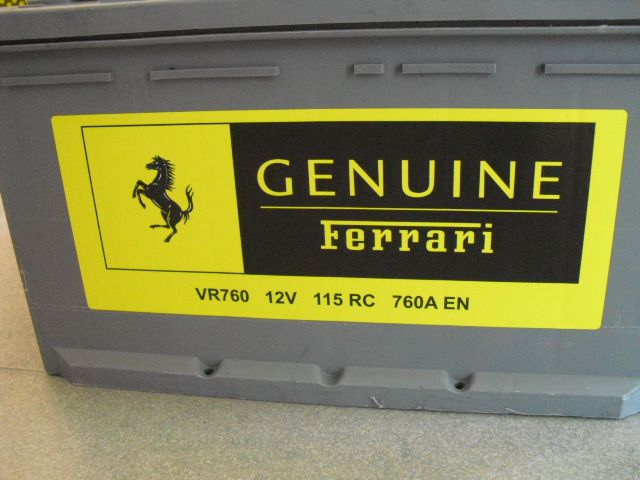 GENUINE
Ferrari
VR760 12V 115 RC 760A EN